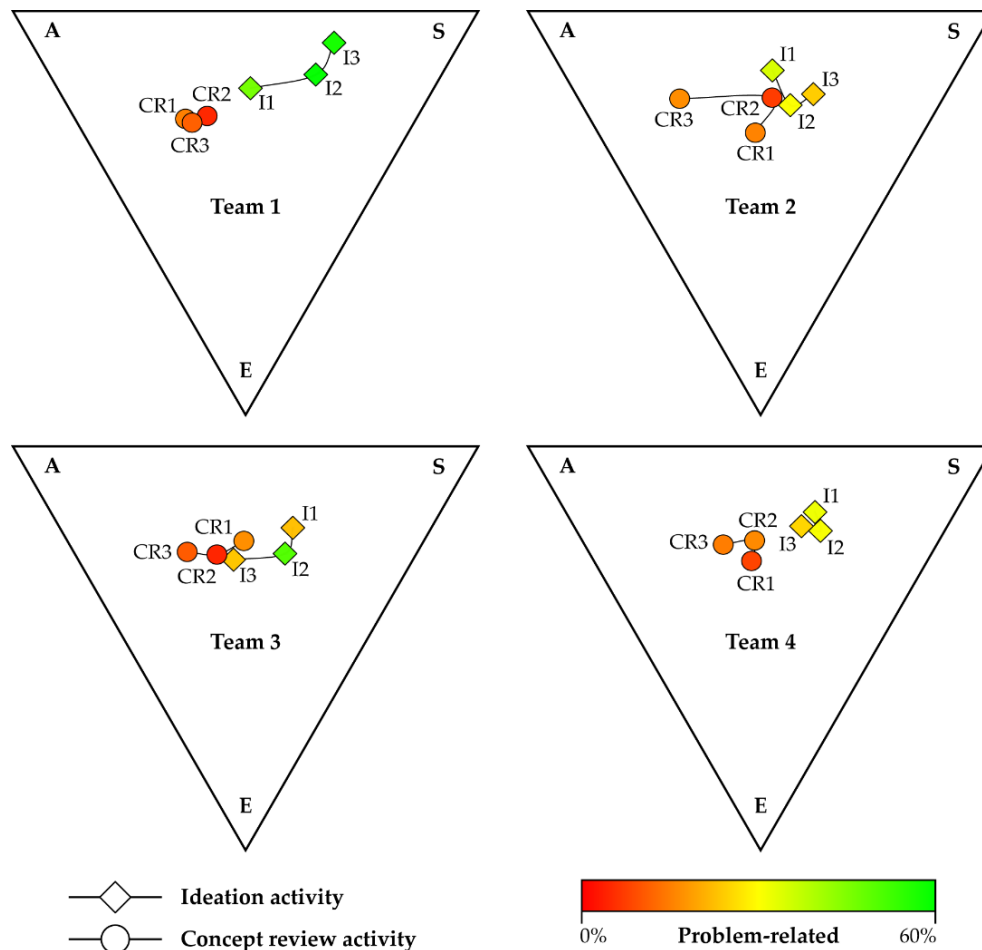 A S
I3
I2
I1
CR1 CR2
CR3
Team 1
E
A S
I1
I3
CR2
I2
CR3
CR1
Team 2
E
A S
I1
CR1
CR3
CR2 I3 I2
Team 3
E
A S
I1
CR2
CR3 I3 I2
CR1
Team 4
E
Ideation activity
Concept review activity
0% Problem-related 60%